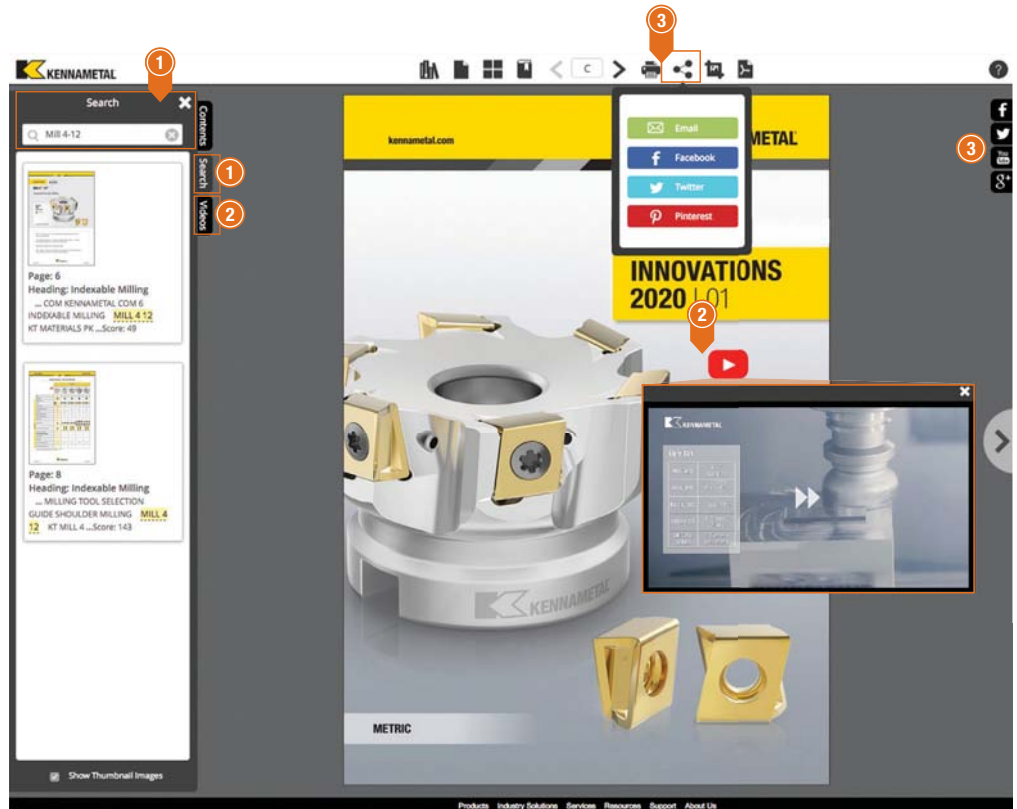 3
1
KENNAMETAL
C
?
Search
Mill 4-12
Contents
Search
1
Videos
2
Page: 6
Heading: Indexable Milling
... COM KENNAMETAL COM 6
INDEXABLE MILLING MILL 4 12
KT MATERIALS PK ...Score: 49
Page: 8
Heading: Indexable Milling
... MILLING TOOL SELECTION
GUIDE SHOULDER MILLING MILL 4
12 KT MILL 4 ...Score: 143
Show Thumbnail Images
kennametal.com
METAL
Email
Facebook
Twitter
Pinterest
3
You
Tube
g+
INNOVATIONS
2020 | 01
2
KENNAMETAL
KENNAMETAL
METRIC
Products Industry Solutions Services Resources Support About Us